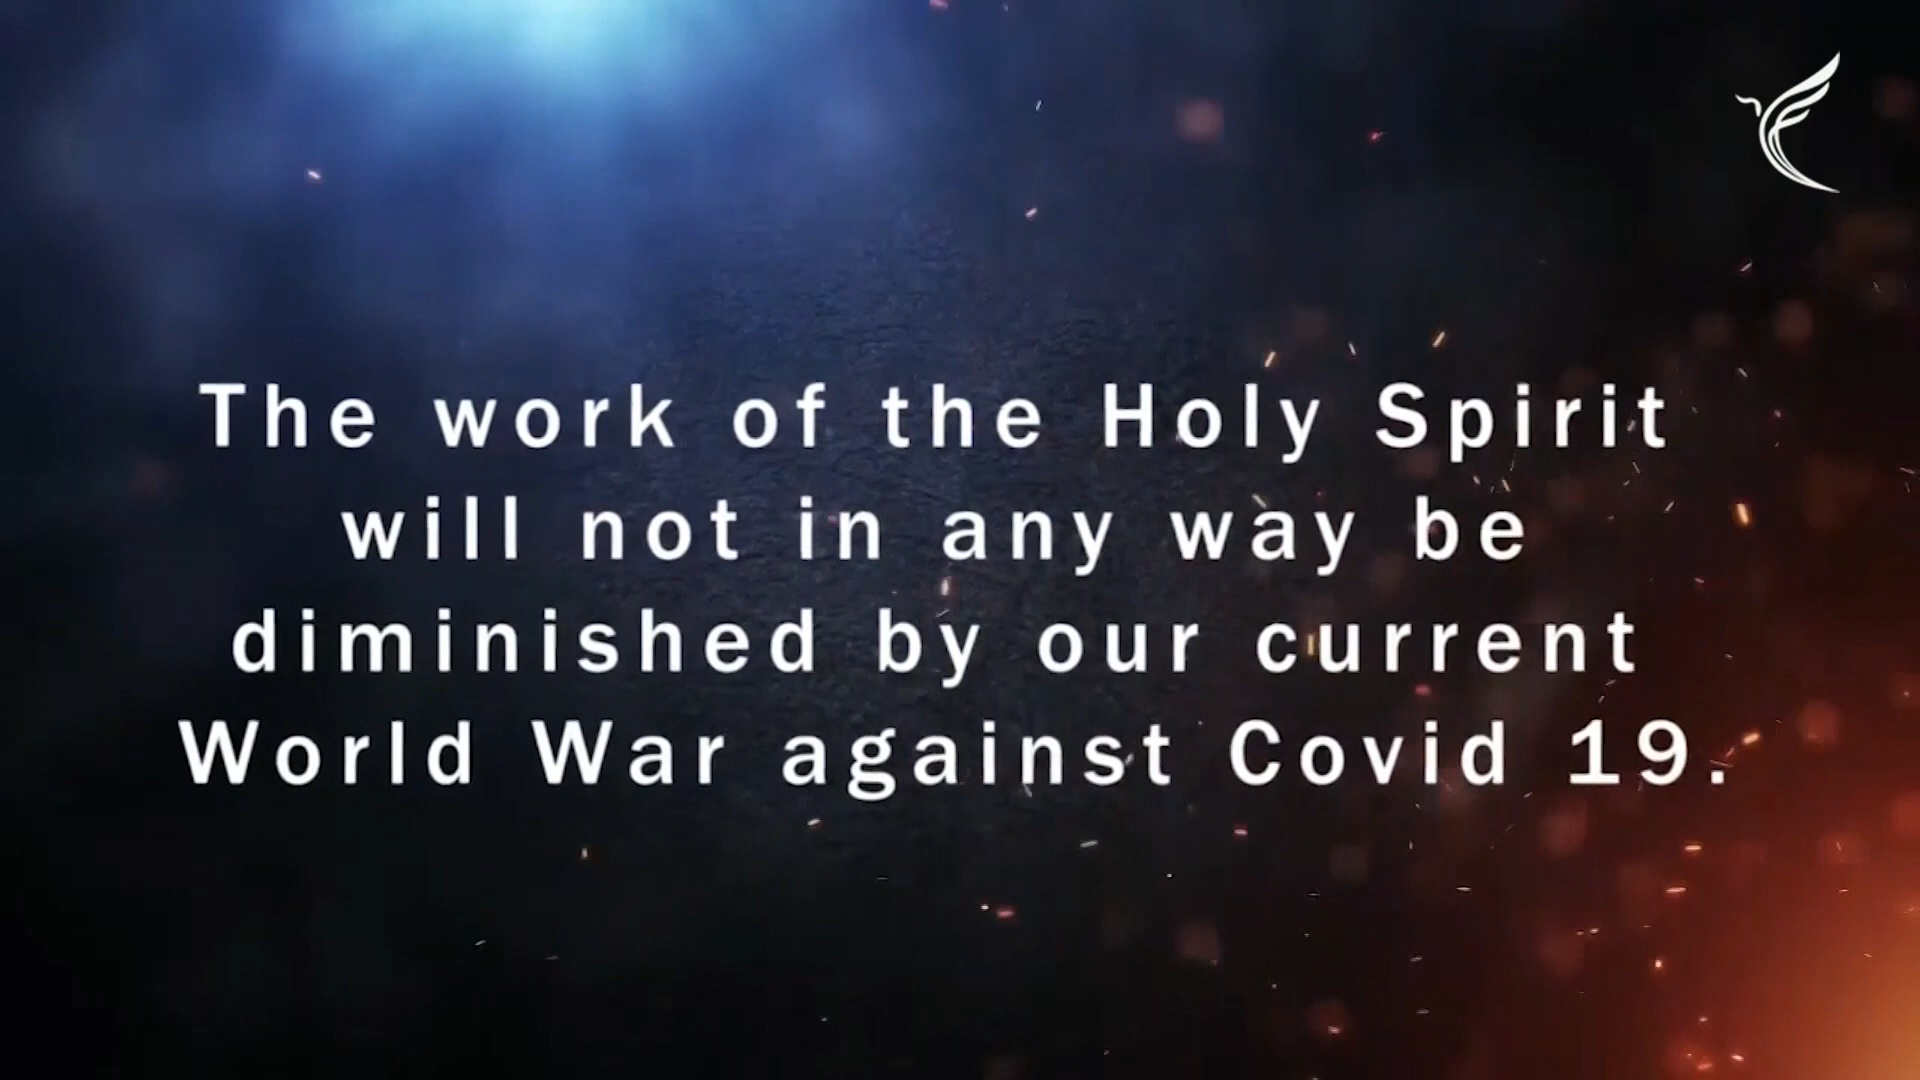 The work of the Holy Spirit
will not in any way be
diminished by our current
World War against Covid 19.